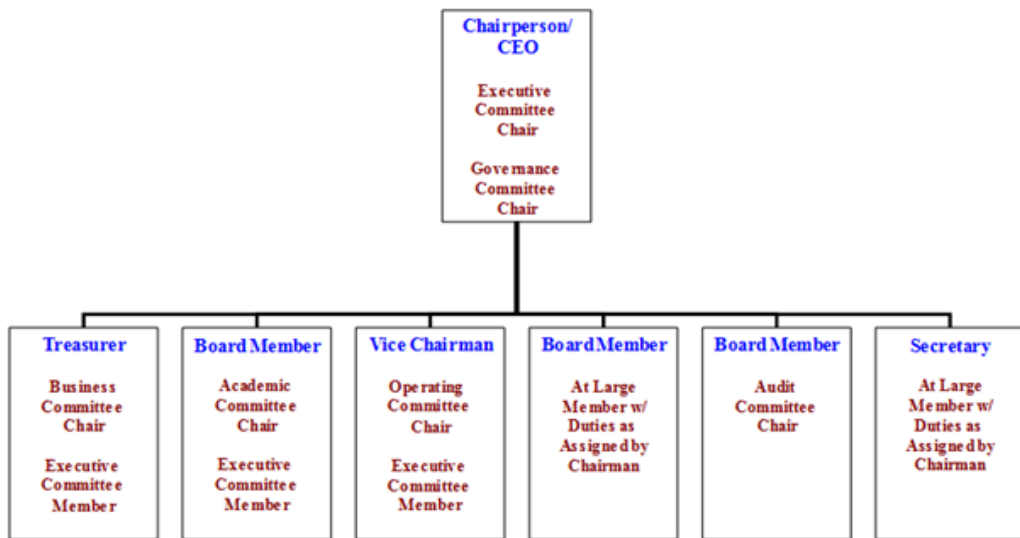 Chairperson/
CEO
Executive
Committee
Chair
Governance
Committee
Chair
Treasurer
Business
Committee
Chair
Executive
Committee
Member
Board Member
Academic
Committee
Chair
Executive
Committee
Member
Vice Chairman
Operating
Committee
Chair
Executive
Committee
Member
Board Member
At Large
Member w/
Duties as
Assigned by
Chairman
Board Member
Audit
Committee
Chair
Secretary
At Large
Member w/
Duties as
Assigned by
Chairman